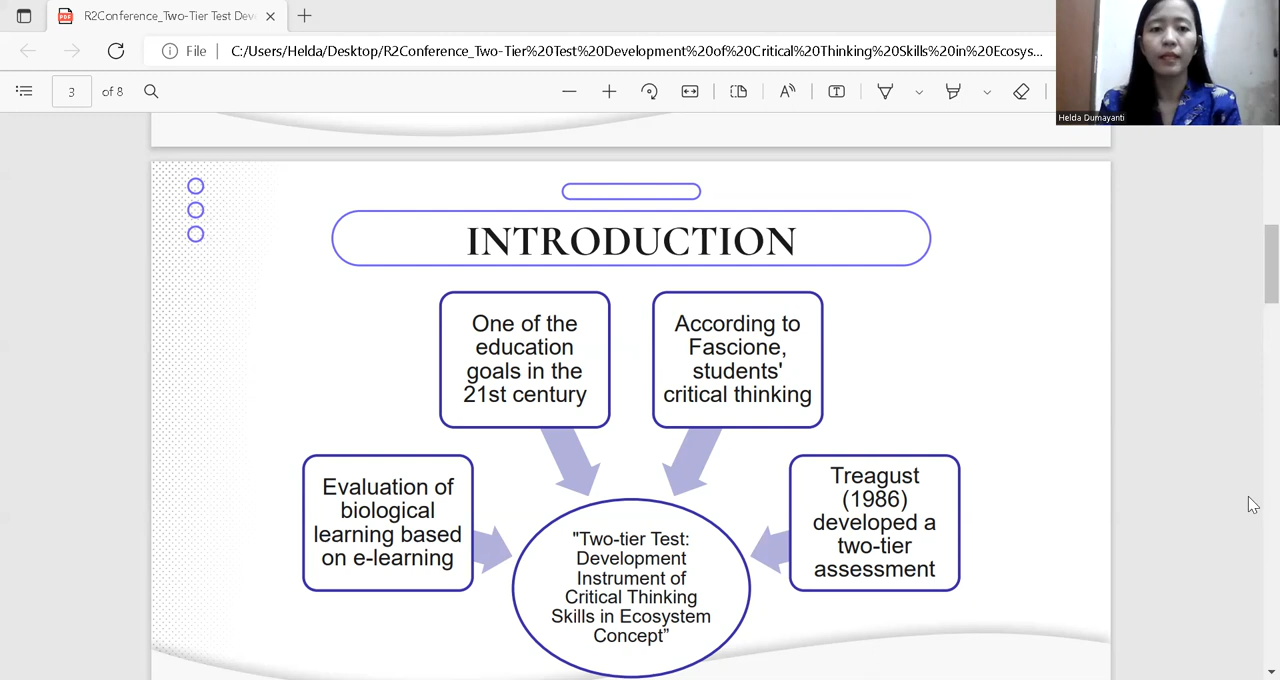 R2Conference_Two-Tier Test Dev
File
C:/Users/Helda/Desktop/R2Conference_Two-Tier%20Test%20Development%20of%20Critical%20Thinking%20Skills%20in%20Ecosys...
3
of 8
Helda Dumayanti
INTRODUCTION
One of the
education
goals in the
21st century
According to
Fascione,
students'
critical thinking
Evaluation of
biological
learning based
on e-learning
Treagust
(1986)
developed a
two-tier
assessment
"Two-tier Test:
Development
Instrument of
Critical Thinking
Skills in Ecosystem
Concept”